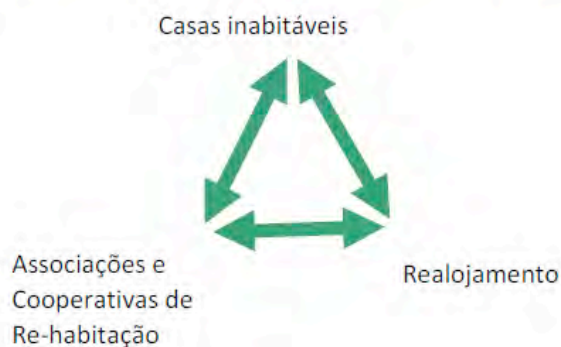 Casas inabitáveis
Associações e
Cooperativas de
Re-habitação
Realojamento